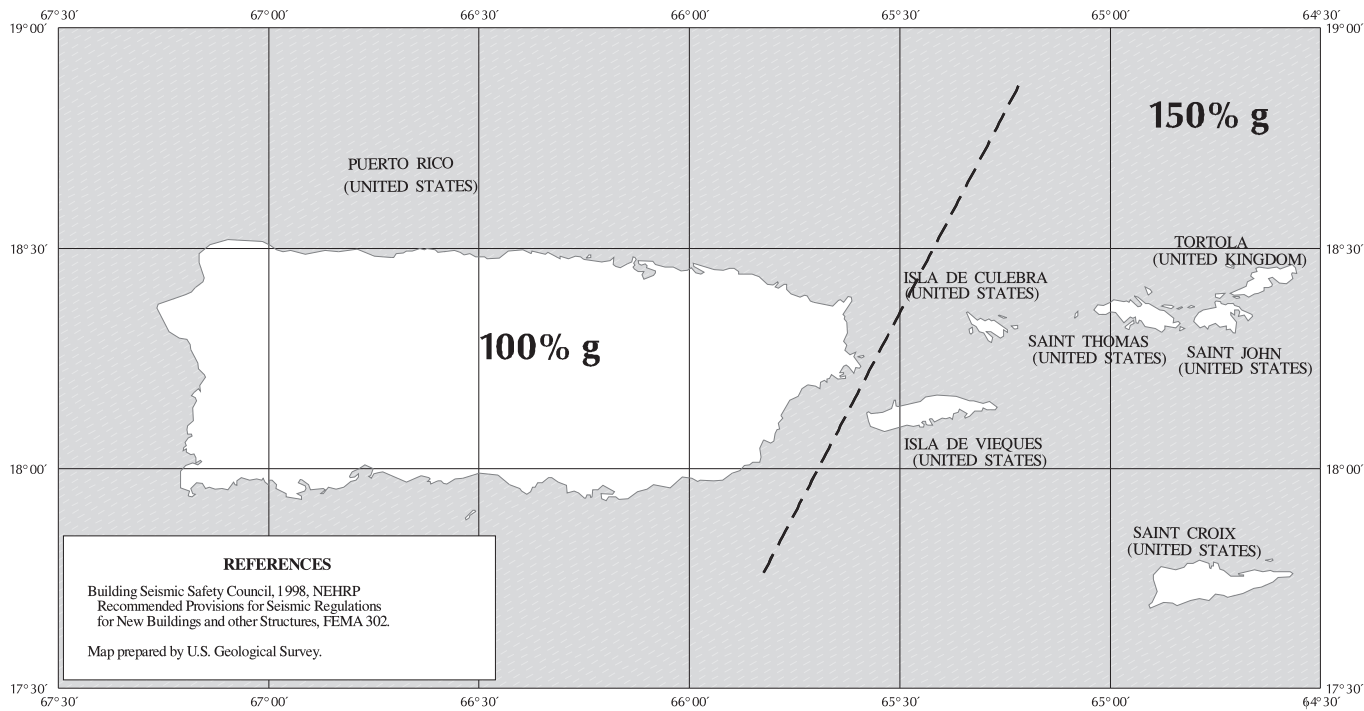 67°30′ 67°00′ 66°30′ 66°00′ 65°30′ 65°00′ 64°30′
19°00′ 19°00′
150% g
PUERTO RICO
(UNITED STATES)
18°30′ 18°30′
TORTOLA
(UNITED KINGDOM)
ISLA DE CULEBRA
(UNITED STATES)
100% g
SAINT THOMAS
(UNITED STATES)
SAINT JOHN
(UNITED STATES)
ISLA DE VIEQUES
(UNITED STATES)
18°00′ 18°00′
SAINT CROIX
(UNITED STATES)
REFERENCES
Building Seismic Safety Council, 1998, NEHRP
Recommended Provisions for Seismic Regulations
for New Buildings and other Structures, FEMA 302.
Map prepared by U.S. Geological Survey.
17°30′ 17°30′
67°30′ 67°00′ 66°30′ 66°00′ 65°30′ 65°00′ 64°30′